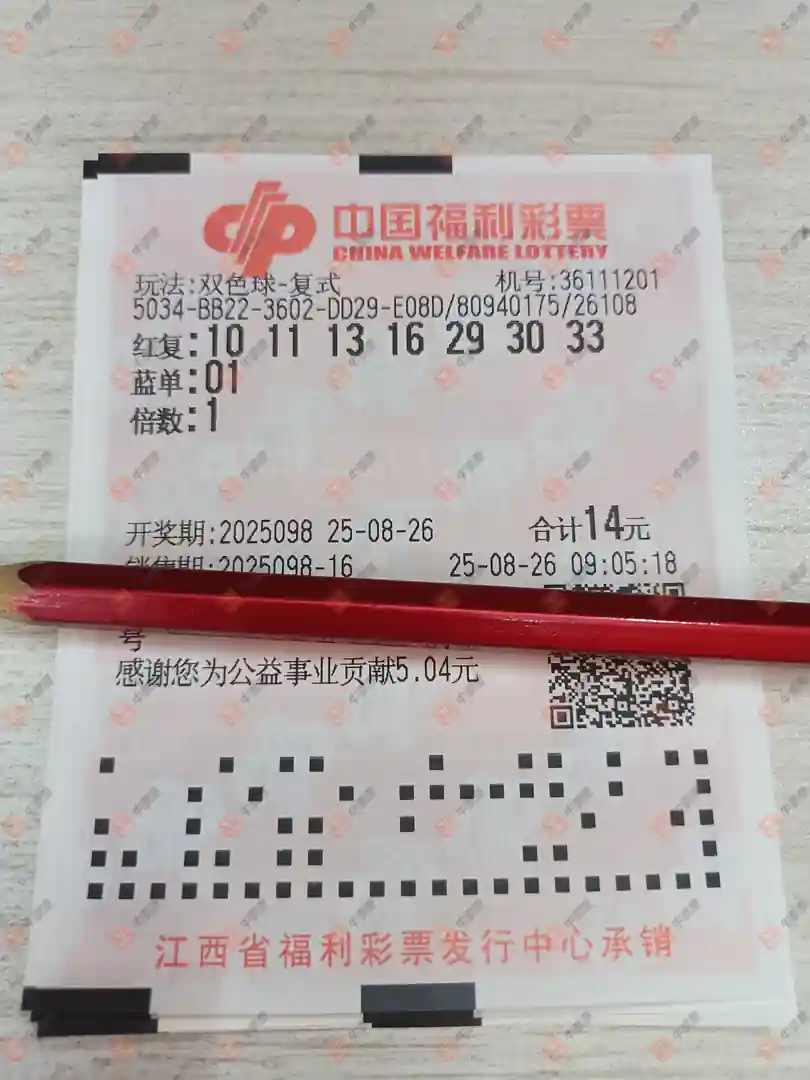 中国福利彩票
CHINA WELFARE LOTTERY
玩法:双色球-复式 机号:36111201
5034-BB22-3602-DD29-E08D/80940175/26108
红复:10 11 13 16 29 30 33
蓝单:01
倍数:1
开奖期:2025098 25-08-26 合计14元
销售期:2025098-16 25-08-26 09:05:18
号
感谢您为公益事业贡献5.04元
江西省福利彩票发行中心承销